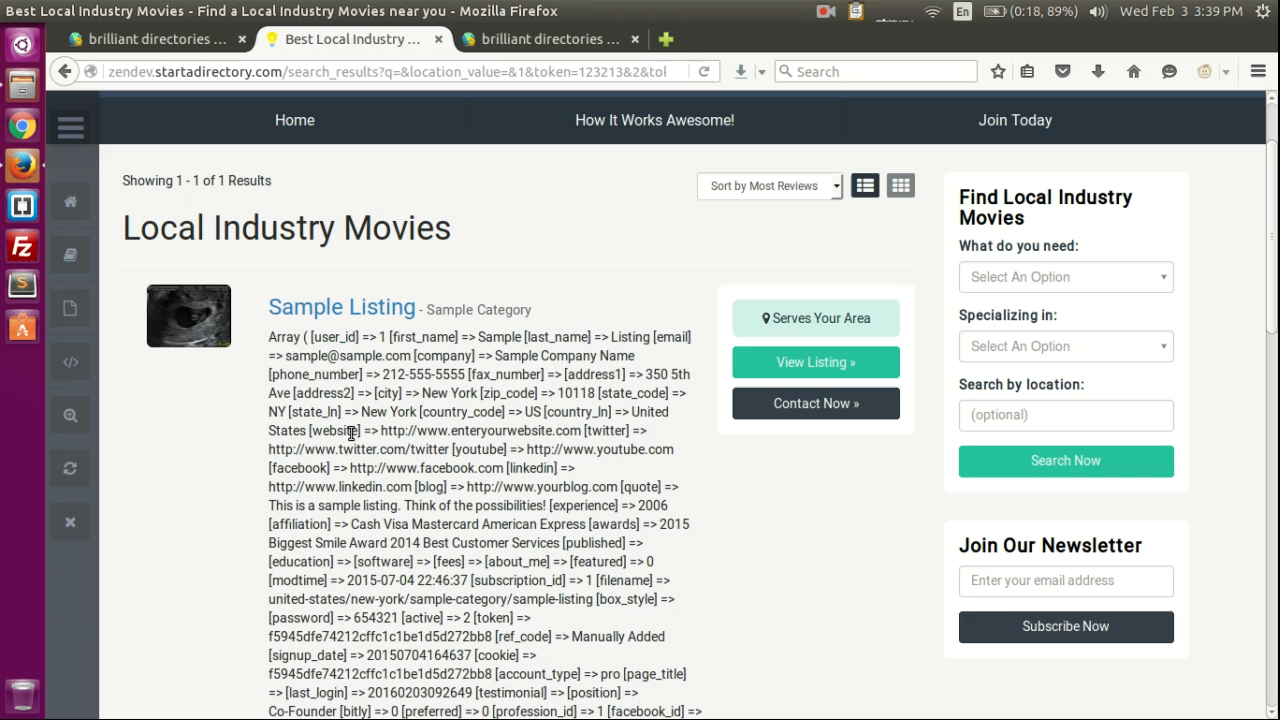 Best Local Industry Movies - Find a Local Industry Movies near you - Mozilla Firefox
En
(0:18, 89%)
Wed Feb 3 3:39 PM
brilliant directories ...
Best Local Industry ...
brilliant directories ...
zendev.startadirectory.com/search_results?q=&location_value=&1&token=123213&2&tol
Search
Home
How It Works Awesome!
Join Today
Showing 1 - 1 of 1 Results
Sort by Most Reviews
Local Industry Movies
Sample Listing - Sample Category
Array ( [user_id] => 1 [first_name] => Sample [last_name] => Listing [email]
=> sample@sample.com [company] => Sample Company Name
[phone_number] => 212-555-5555 [fax_number] => [address1] => 350 5th
Ave [address2] => [city] => New York [zip_code] => 10118 [state_code] =>
NY [state_ln] => New York [country_code] => US [country_ln] => United
States [website] => http://www.enteryourwebsite.com [twitter] =>
http://www.twitter.com/twitter [youtube] => http://www.youtube.com
[facebook] => http://www.facebook.com [linkedin] =>
http://www.linkedin.com [blog] => http://www.yourblog.com [quote] =>
This is a sample listing. Think of the possibilities! [experience] => 2006
[affiliation] => Cash Visa Mastercard American Express [awards] => 2015
Biggest Smile Award 2014 Best Customer Services [published] =>
[education] => [software] => [fees] => [about_me] => [featured] => 0
[modtime] => 2015-07-04 22:46:37 [subscription_id] => 1 [filename] =>
united-states/new-york/sample-category/sample-listing [box_style] =>
[password] => 654321 [active] => 2 [token] =>
f5945dfe74212cffc1c1be1d5d272bb8 [ref_code] => Manually Added
[signup_date] => 20150704164637 [cookie] =>
f5945dfe74212cffc1c1be1d5d272bb8 [account_type] => pro [page_title]
=> [last_login] => 20160203092649 [testimonial] => [position] =>
Co-Founder [bitly] => 0 [preferred] => 0 [profession_id] => 1 [facebook_id] =>
Serves Your Area
View Listing »
Contact Now »
Find Local Industry
Movies
What do you need:
Select An Option
Specializing in:
Select An Option
Search by location:
(optional)
Search Now
Join Our Newsletter
Enter your email address
Subscribe Now